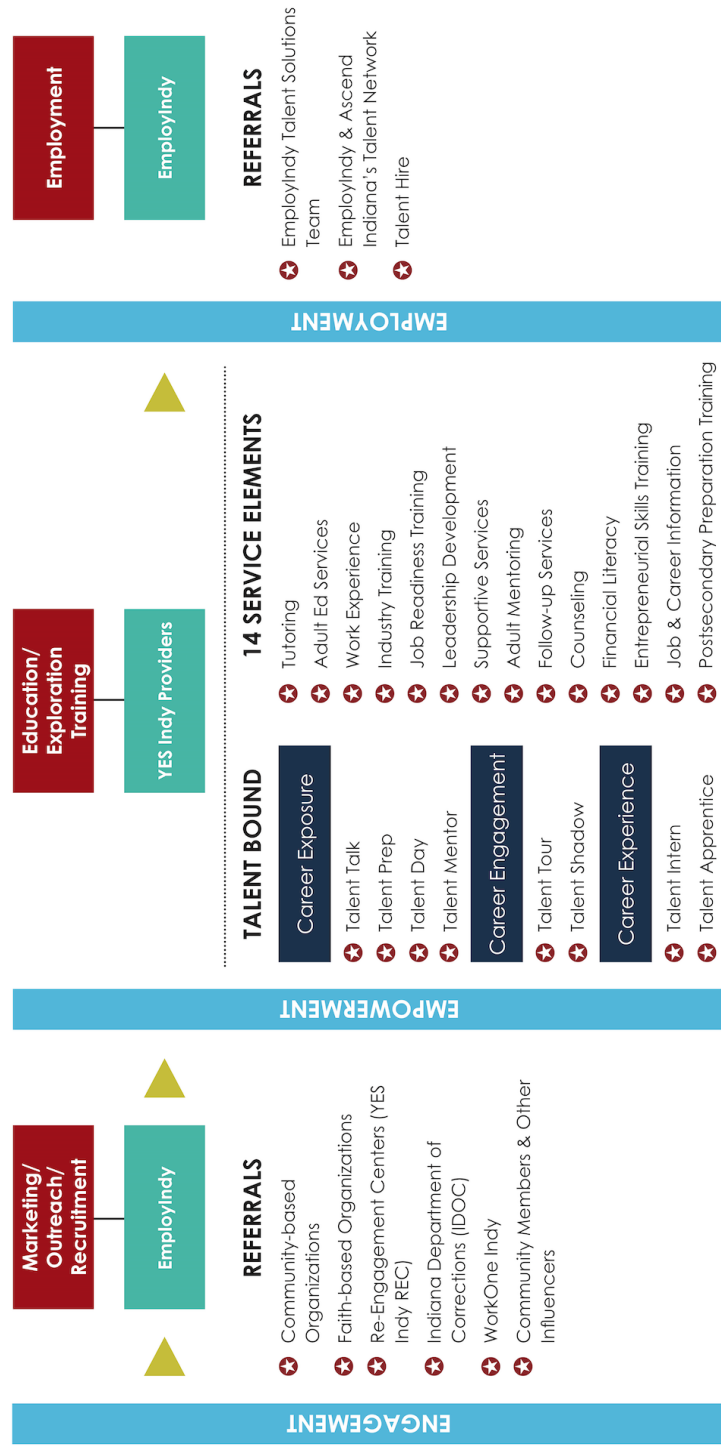 ENGAGEMENT
Marketing/
Outreach/
Recruitment
EmployIndy
REFERRALS
Community-based
Organizations
Faith-based Organizations
Re-Engagement Centers (YES
Indy REC)
Indiana Department of
Corrections (IDOC)
WorkOne Indy
Community Members & Other
Influencers
EMPOWERMENT
Education/
Exploration
Training
YES Indy Providers
TALENT BOUND
Career Exposure
Talent Talk
Talent Prep
Talent Day
Talent Mentor
Career Engagement
Talent Tour
Talent Shadow
Career Experience
Talent Intern
Talent Apprentice
14 SERVICE ELEMENTS
Tutoring
Adult Ed Services
Work Experience
Industry Training
Job Readiness Training
Leadership Development
Supportive Services
Adult Mentoring
Follow-up Services
Counseling
Financial Literacy
Entrepreneurial Skills Training
Job & Career Information
Postsecondary Preparation Training
EMPLOYMENT
Employment
EmployIndy
REFERRALS
EmployIndy Talent Solutions
Team
EmployIndy & Ascend
Indiana's Talent Network
Talent Hire